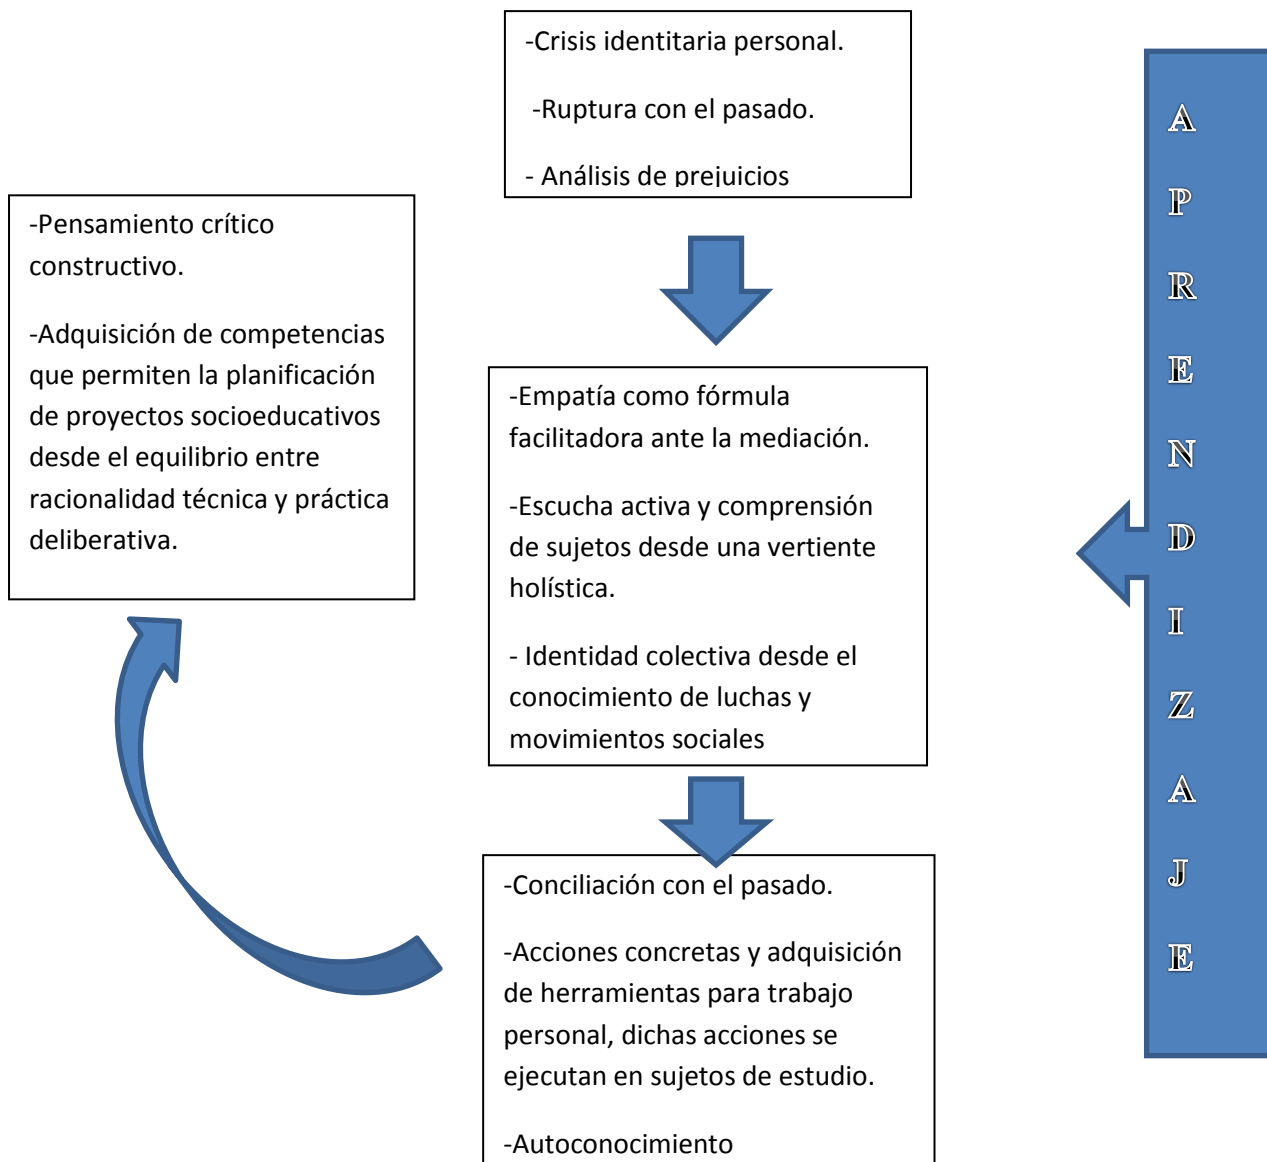 -Crisis identitaria personal.
-Ruptura con el pasado.
- Análisis de prejuicios
-Pensamiento crítico
constructivo.
-Adquisición de competencias
que permiten la planificación
de proyectos socioeducativos
desde el equilibrio entre
racionalidad técnica y práctica
deliberativa.
-Empatía como fórmula
facilitadora ante la mediación.
-Escucha activa y comprensión
de sujetos desde una vertiente
holística.
- Identidad colectiva desde el
conocimiento de luchas y
movimientos sociales
-Conciliación con el pasado.
-Acciones concretas y adquisición
de herramientas para trabajo
personal, dichas acciones se
ejecutan en sujetos de estudio.
-Autoconocimiento
A
P
R
E
N
D
I
Z
A
J
E